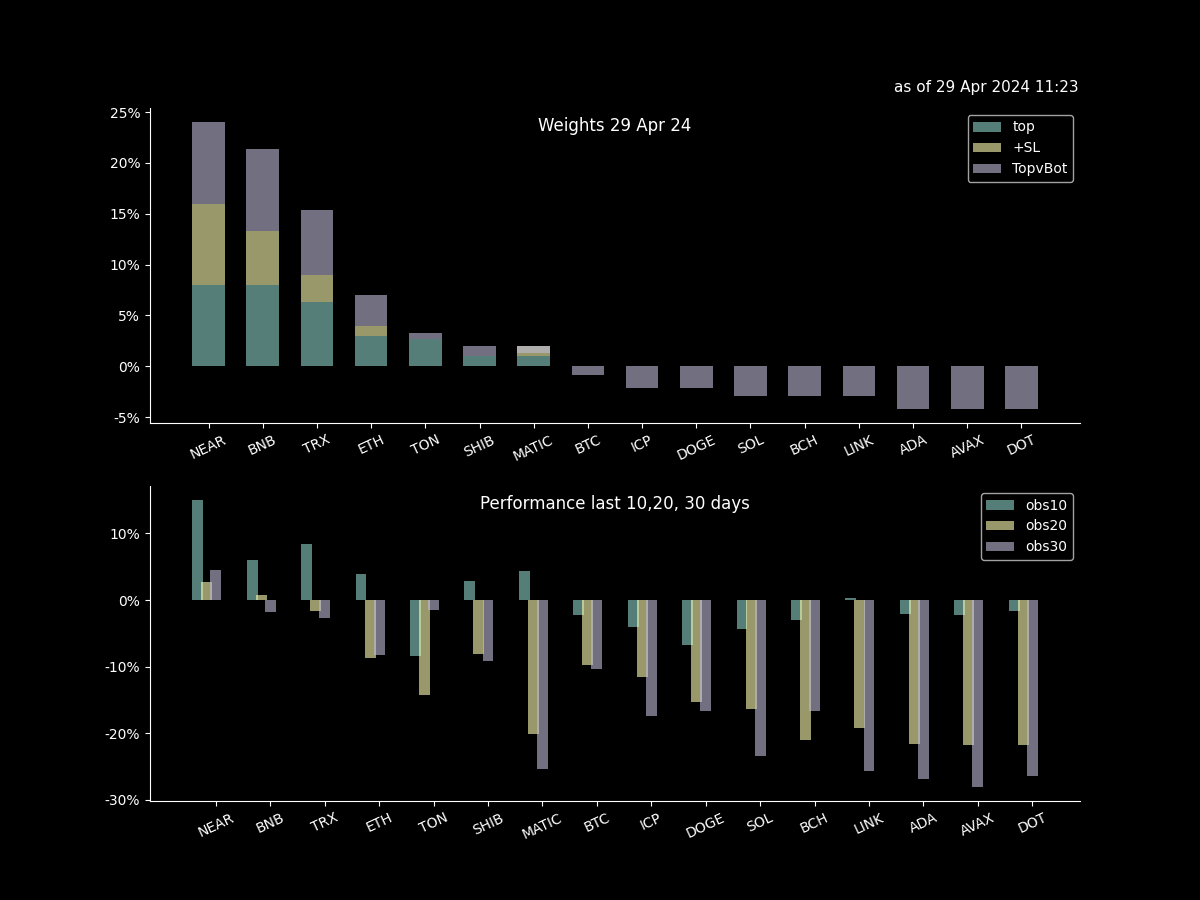 as of 29 Apr 2024 11:23
Weights 29 Apr 24
top
+SL
TopvBot
25%
20%
15%
10%
5%
0%
-5%
NEAR BNB TRX ETH TON SHIB MATIC BTC ICP DOGE SOL BCH LINK ADA AVAX DOT
Performance last 10,20, 30 days
obs10
obs20
obs30
10%
0%
-10%
-20%
-30%
NEAR BNB TRX ETH TON SHIB MATIC BTC ICP DOGE SOL BCH LINK ADA AVAX DOT